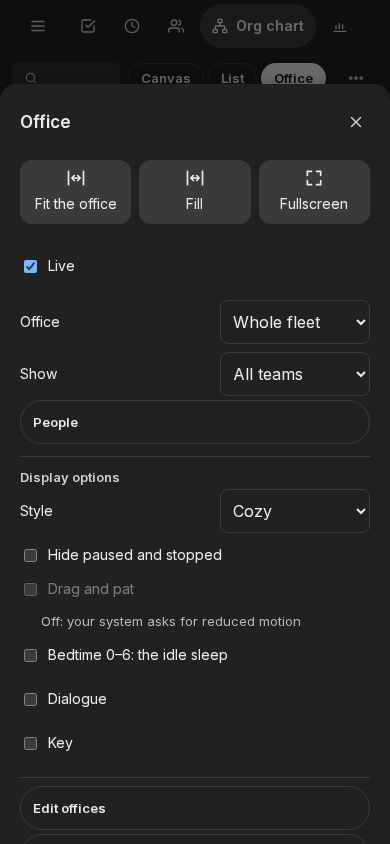 Org chart
Canvas
List
Office
Office
Fit the office
Fill
Fullscreen
Live
Office
Whole fleet
Show
All teams
People
Display options
Style
Cozy
Hide paused and stopped
Drag and pat
Off: your system asks for reduced motion
Bedtime 0–6: the idle sleep
Dialogue
Key
Edit offices